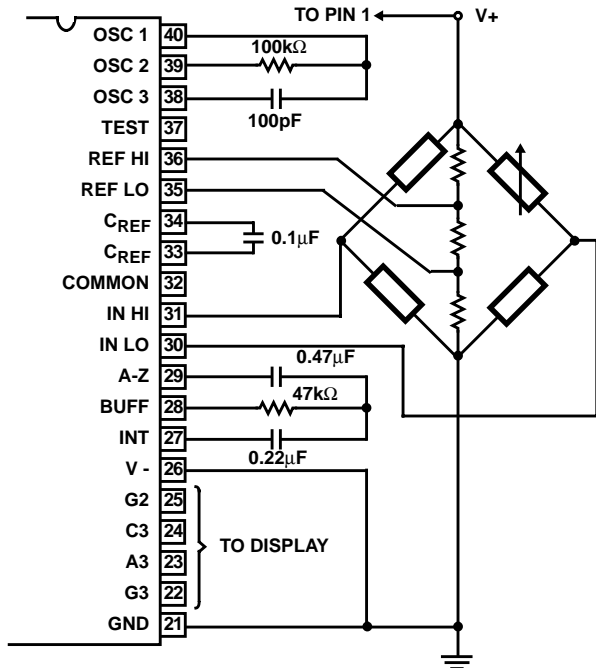 TO PIN 1 V+
OSC 1 40
100kΩ
OSC 2 39
OSC 3 38
100pF
TEST 37
REF HI 36
REF LO 35
CREF 34
0.1µF
CREF 33
COMMON 32
IN HI 31
IN LO 30
0.47µF
A-Z 29
47kΩ
BUFF 28
INT 27
0.22µF
V - 26
G2 25
C3 24
TO DISPLAY
A3 23
G3 22
GND 21